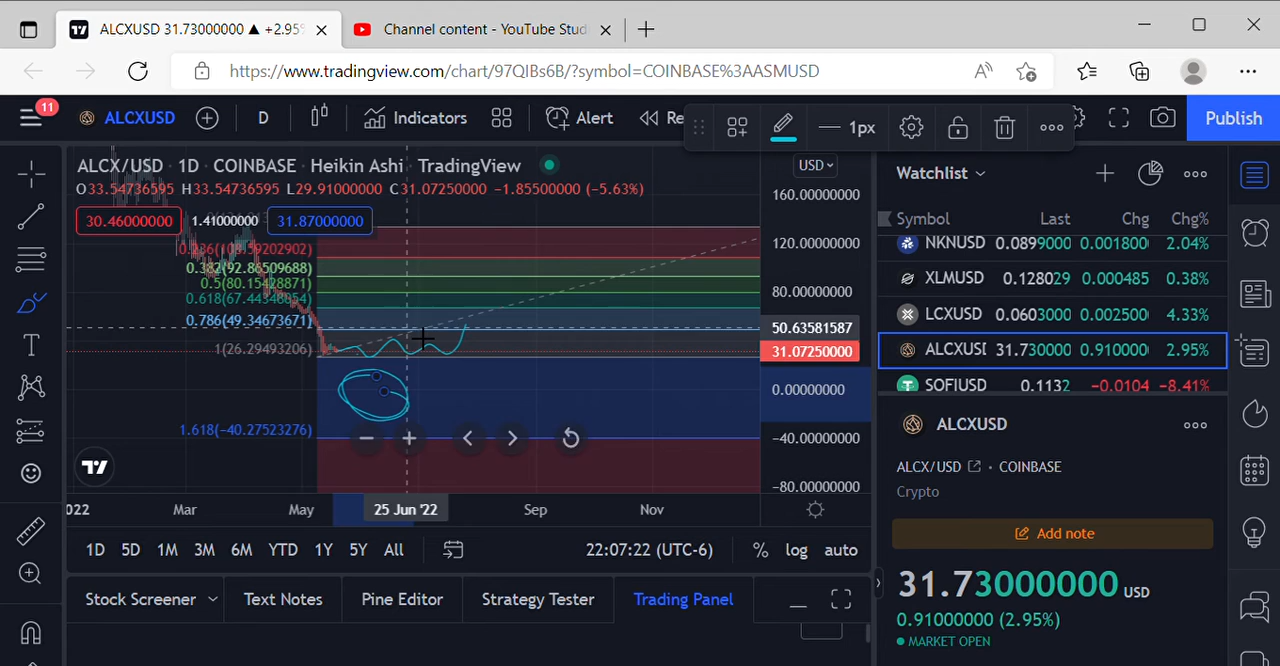 ALCXUSD 31.73000000 ▲ +2.95%
Channel content - YouTube Stud
https://www.tradingview.com/chart/97QIBs6B/?symbol=COINBASE%3AASMUSD
11
ALCXUSD
D
Indicators
Alert
Re
1px
Publish
ALCX/USD · 1D · COINBASE · Heikin Ashi · TradingView
USD
O33.54736595 H33.54736595 L29.91000000 C31.07250000 −1.85500000 (−5.63%)
30.46000000
1.41000000
31.87000000
0.382(92.86509688)
0.5(80.15428871)
0.618(67.44348054)
0.786(49.34673671)
1(26.29493206)
1.618(−40.27523276)
160.00000000
120.00000000
80.00000000
50.63581587
31.07250000
0.00000000
−40.00000000
−80.00000000
022
Mar
May
25 Jun '22
Sep
Nov
1D 5D 1M 3M 6M YTD 1Y 5Y All
22:07:22 (UTC-6)
% log auto
Stock Screener
Text Notes
Pine Editor
Strategy Tester
Trading Panel
Watchlist
Symbol Last Chg Chg%
NKNUSD 0.0899000 0.001800 2.04%
XLMUSD 0.128029 0.000485 0.38%
LCXUSD 0.0603000 0.002500 4.33%
ALCXUSD 31.730000 0.910000 2.95%
SOFIUSD 0.1132 −0.0104 −8.41%
ALCXUSD
ALCX/USD · COINBASE
Crypto
Add note
31.73000000 USD
0.91000000 (2.95%)
MARKET OPEN